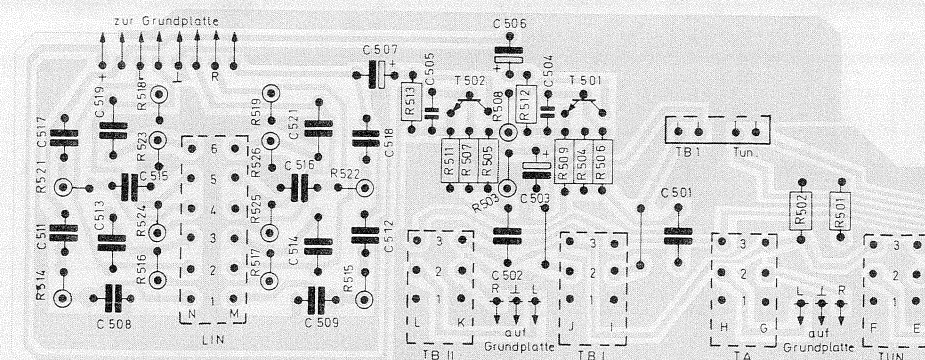 zur Grundplatte
+ L ⊥ R
C 519
R 518
C 517
R 523
R 521
C 515
C 511
C 513
R 524
R 514
R 516
C 508
6
5
4
3
2
1
N M
LIN
R 519
C 521
R 526
C 516
R 522
C 518
R 525
R 517
C 514
C 512
R 515
C 509
C 507
+
R 513
C 505
T 502
C 506
+
R 508
R 512
C 504
T 501
R 511
R 507
R 505
R 503
+
C 503
R 509
R 504
R 506
C 502
R ⊥ L
auf
Grundplatte
3
2
1
L K
TB II
3
2
1
J I
TB I
C 501
TB 1 Tun.
R 502
R 501
3
2
1
H G
TA
L ⊥ R
auf
Grundplatte
3
2
1
F E
TUN